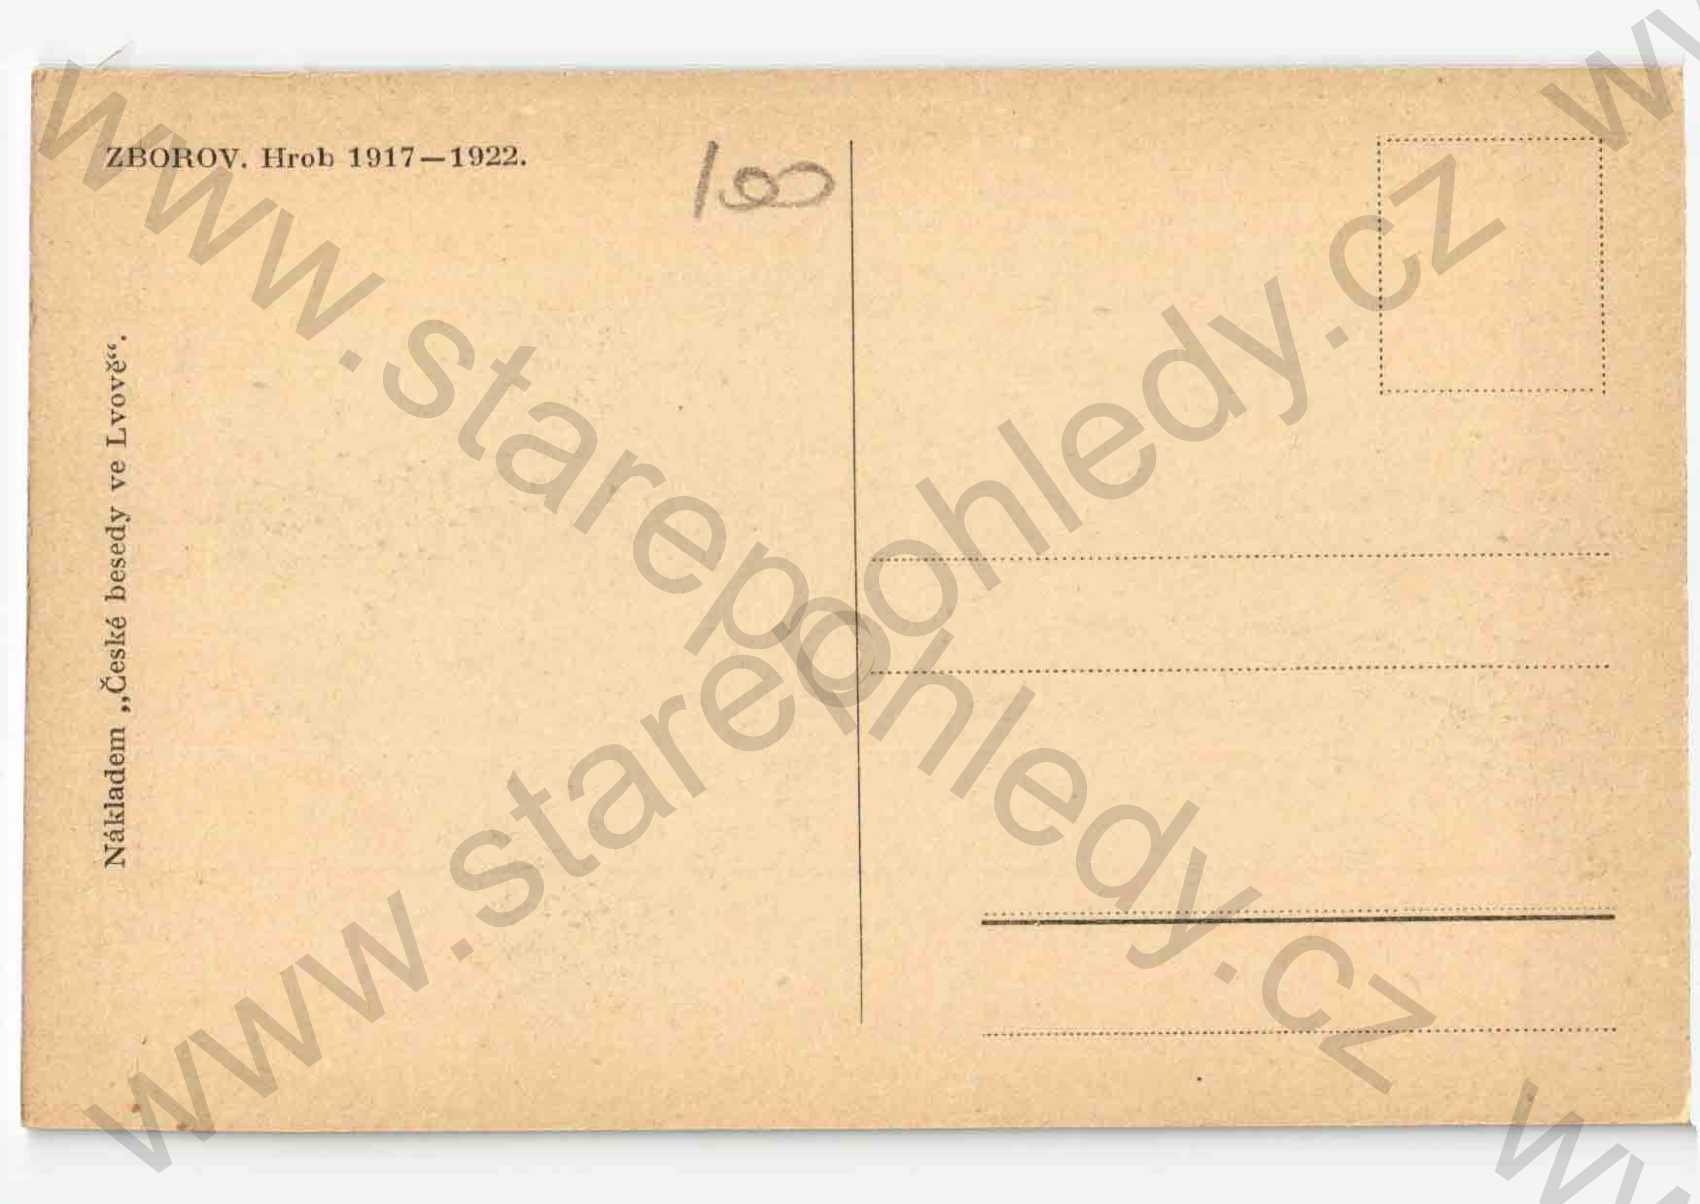 ZBOROV. Hrob 1917—1922.
100
Nákladem „České besedy ve Lvově“.
www.starepohledy.cz
www.starepohledy.cz